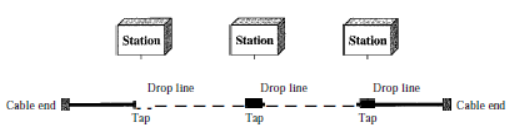 Station Station Station
Drop line Drop line Drop line
Cable end Cable end
Tap Tap Tap